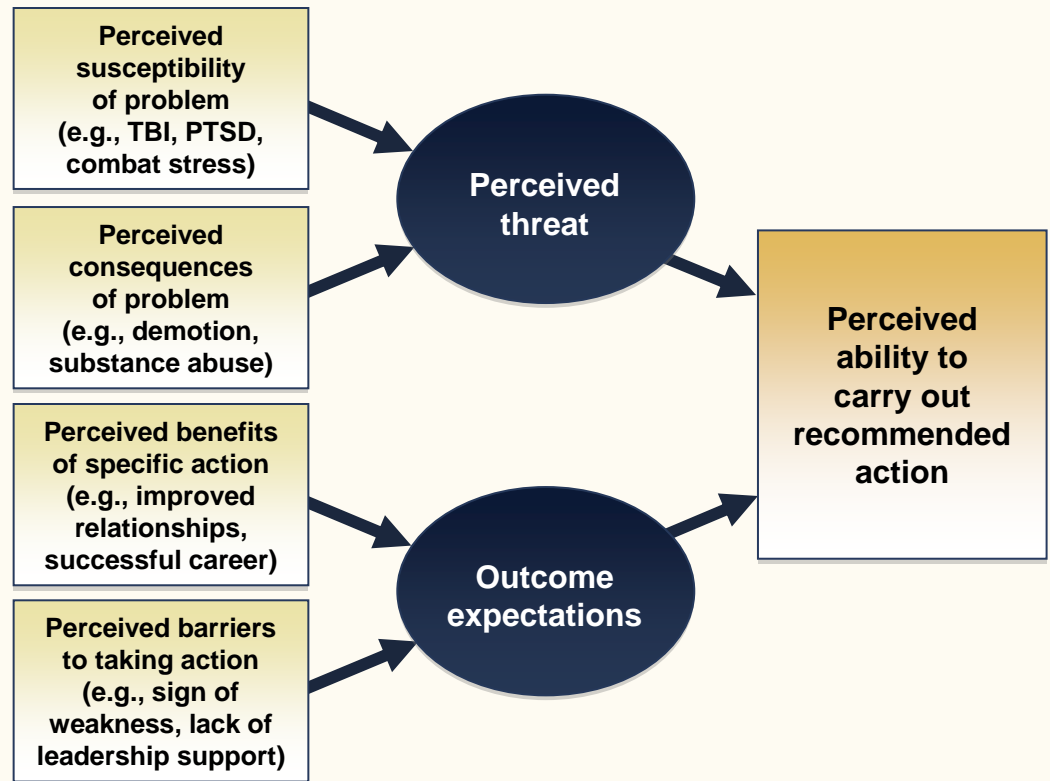 Perceived
susceptibility
of problem
(e.g., TBI, PTSD,
combat stress)
Perceived
consequences
of problem
(e.g., demotion,
substance abuse)
Perceived benefits
of specific action
(e.g., improved
relationships,
successful career)
Perceived barriers
to taking action
(e.g., sign of
weakness, lack of
leadership support)
Perceived
threat
Outcome
expectations
Perceived
ability to
carry out
recommended
action